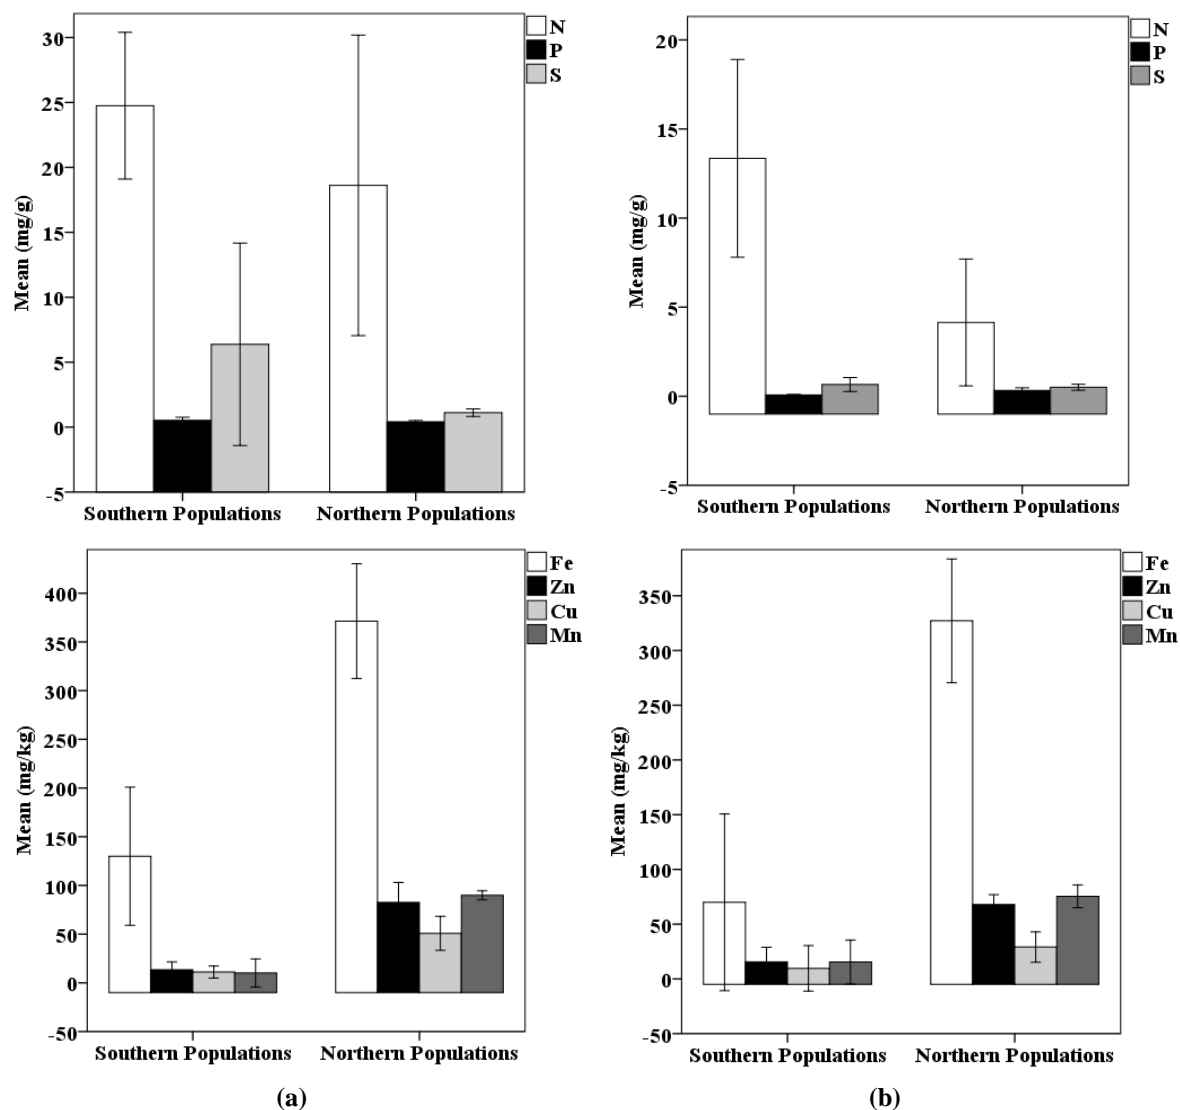 30
25
20
15
10
5
0
-5
Mean (mg/g)
Southern Populations
Northern Populations
N
P
S
20
15
10
5
0
-5
Mean (mg/g)
Southern Populations
Northern Populations
N
P
S
400
350
300
250
200
150
100
50
0
-50
Mean (mg/kg)
Southern Populations
Northern Populations
Fe
Zn
Cu
Mn
350
300
250
200
150
100
50
0
-50
Mean (mg/kg)
Southern Populations
Northern Populations
Fe
Zn
Cu
Mn
(a)
(b)